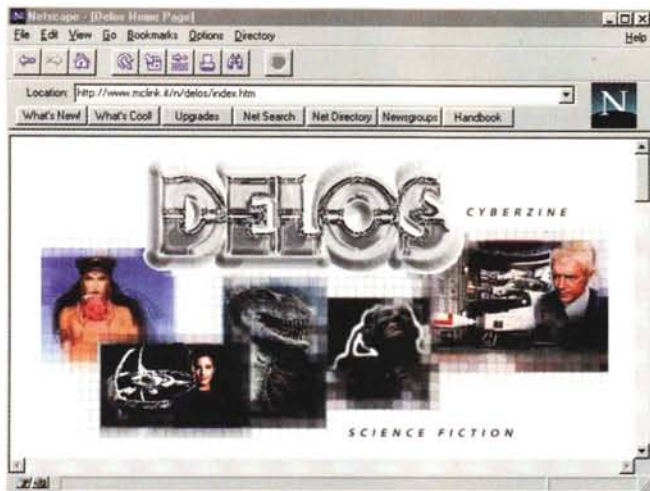 N Netscape - [Delos Home Page]
File Edit View Go Bookmarks Options Directory Help
Location: http://www.mclink.it/n/delos/index.htm
N
What's New! What's Cool! Upgrades Net Search Net Directory Newsgroups Handbook
DELOS
CYBERZINE
SCIENCE FICTION